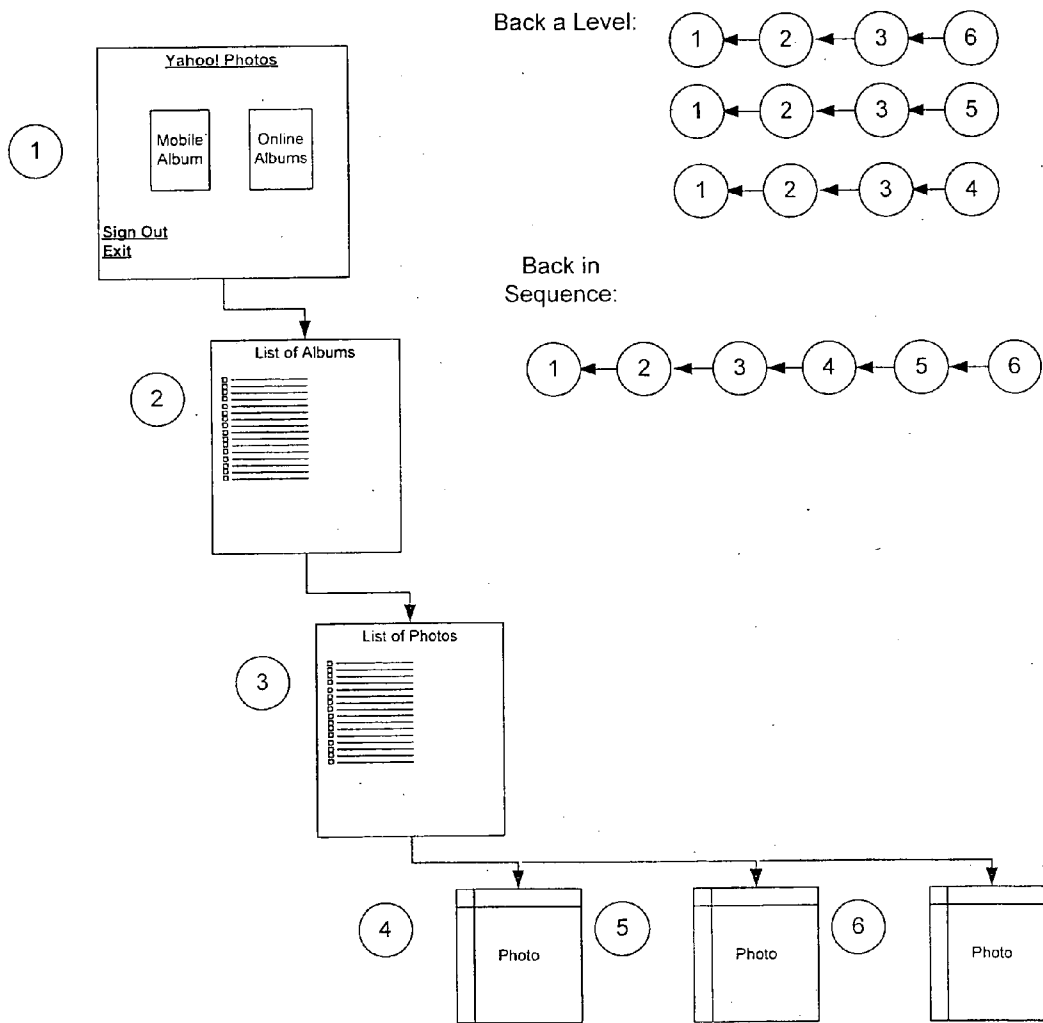 Back a Level:
1 2 3 6
1 2 3 5
1 2 3 4
Back in
Sequence:
1 2 3 4 5 6
1
Yahoo! Photos
Mobile
Album
Online
Albums
Sign Out
Exit
2
List of Albums
3
List of Photos
4
Photo
5
Photo
6
Photo